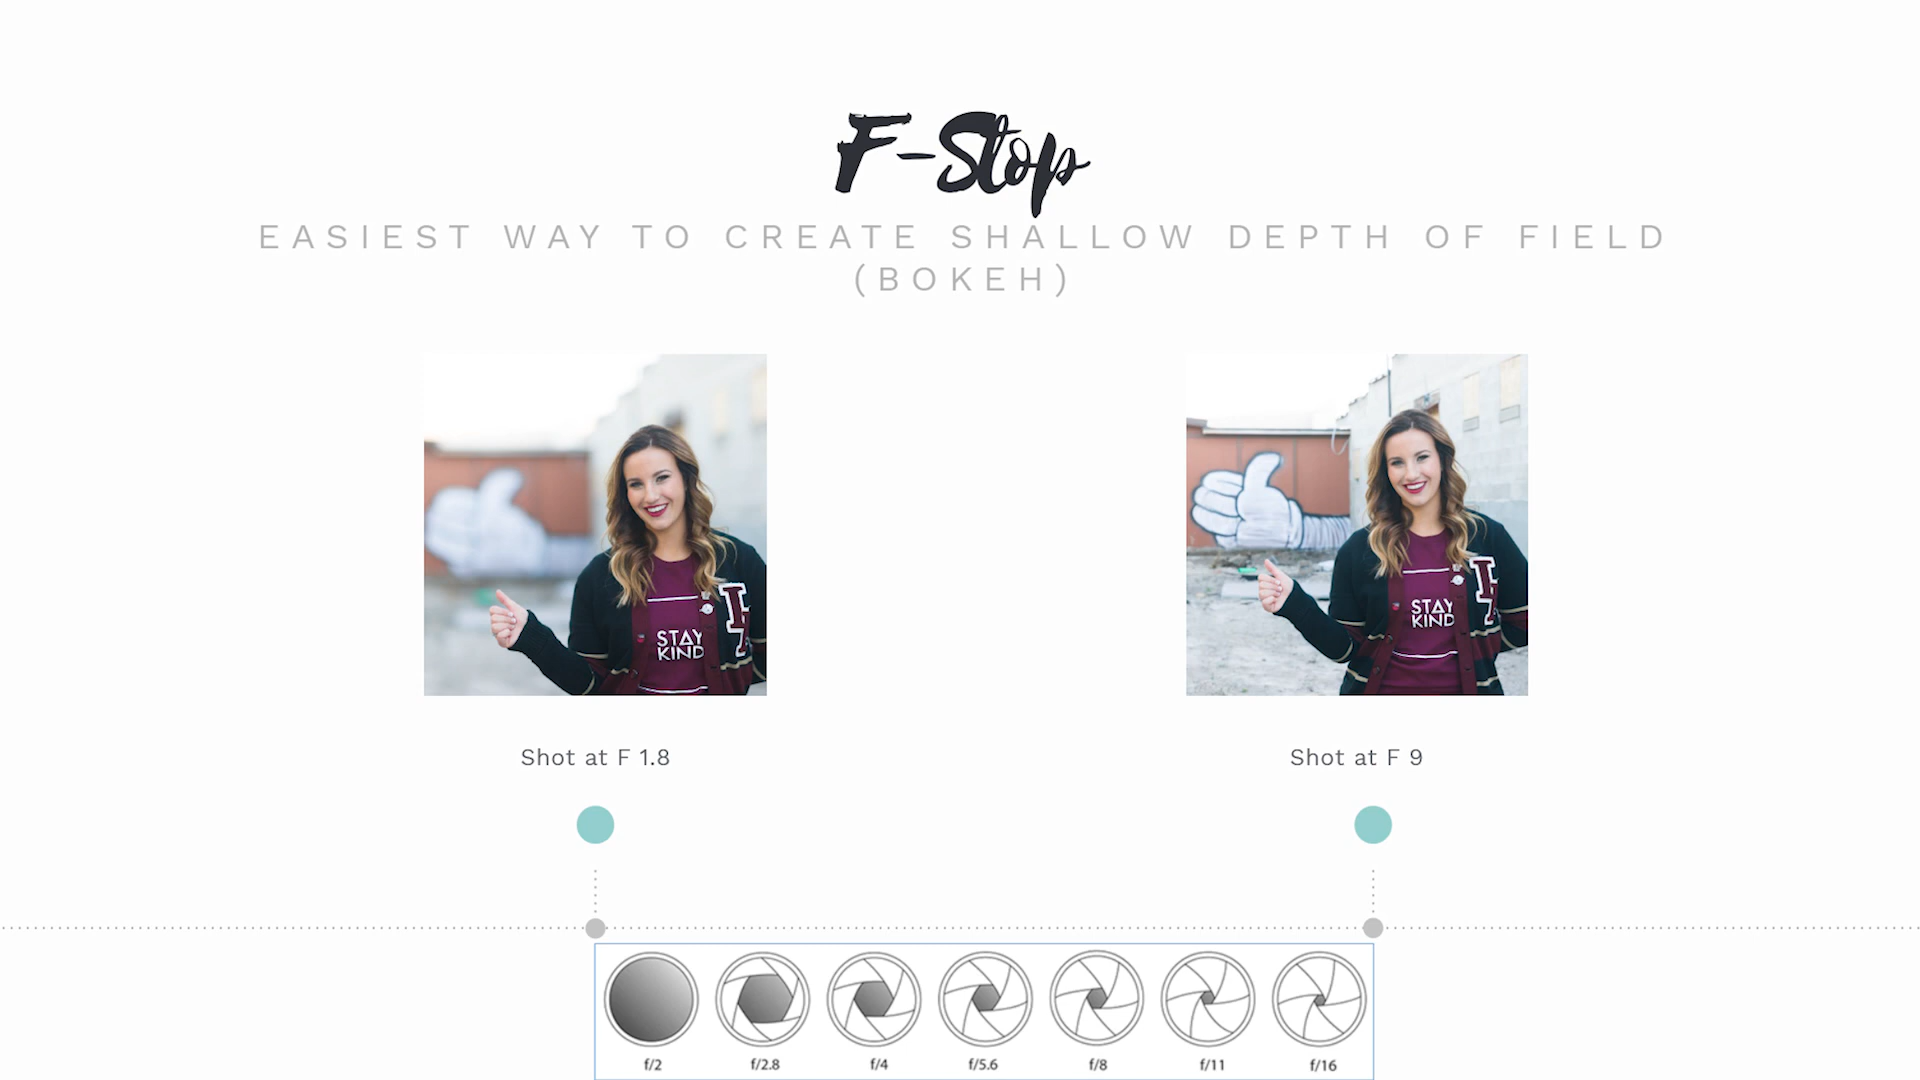 F-Stop
EASIEST WAY TO CREATE SHALLOW DEPTH OF FIELD
(BOKEH)
STAY
KIND
STAY
KIND
Shot at F 1.8
Shot at F 9
f/2
f/2.8
f/4
f/5.6
f/8
f/11
f/16